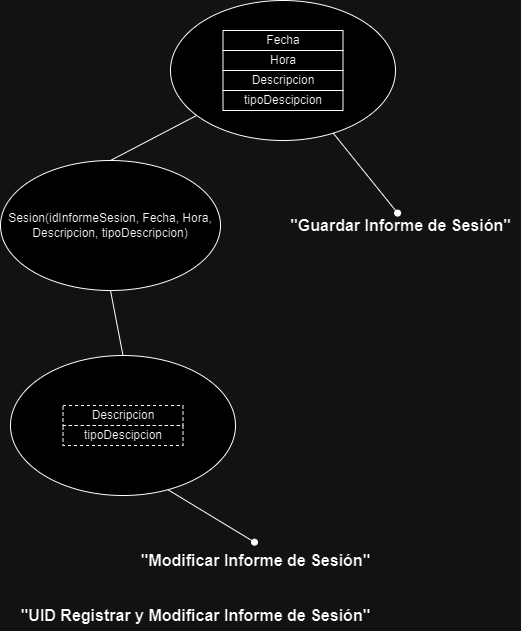 Fecha
Hora
Descripcion
tipoDescipcion
"Guardar Informe de Sesión"
Sesion(idInformeSesion, Fecha, Hora,
Descripcion, tipoDescripcion)
Descripcion
tipoDescipcion
"Modificar Informe de Sesión"
"UID Registrar y Modificar Informe de Sesión"